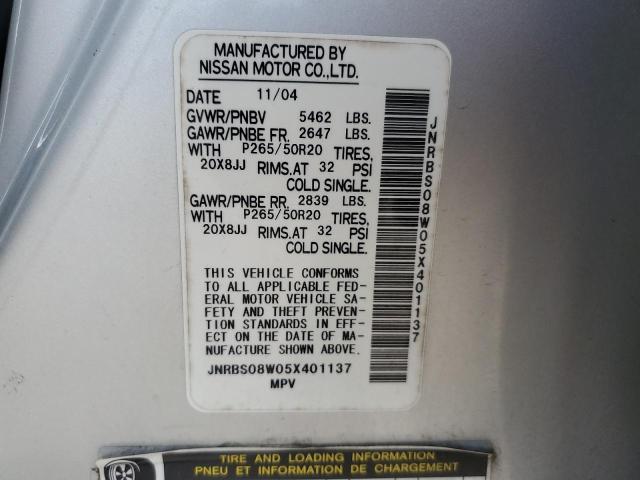 MANUFACTURED BY
NISSAN MOTOR CO.,LTD.
DATE 11/04
GVWR/PNBV 5462 LBS.
GAWR/PNBE FR. 2647 LBS.
WITH P265/50R20 TIRES,
20X8JJ RIMS.AT 32 PSI
COLD SINGLE.
GAWR/PNBE RR. 2839 LBS.
WITH P265/50R20 TIRES,
20X8JJ RIMS.AT 32 PSI
COLD SINGLE.
THIS VEHICLE CONFORMS
TO ALL APPLICABLE FED-
ERAL MOTOR VEHICLE SA-
FETY AND THEFT PREVEN-
TION STANDARDS IN EFF-
ECT ON THE DATE OF MA-
NUFACTURE SHOWN ABOVE.
JNRBS08W05X401137
MPV
JNRBS08W05X401137
TIRE AND LOADING INFORMATION
PNEU ET INFORMATION DE CHARGEMENT